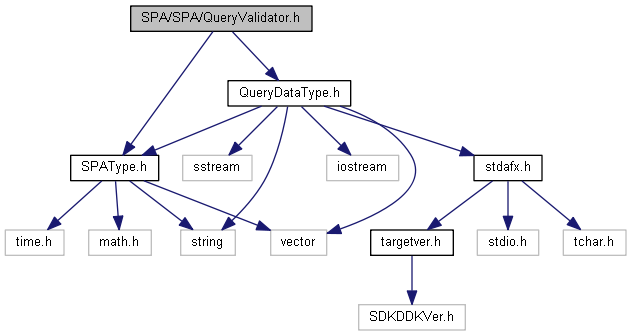 SPA/SPA/QueryValidator.h
QueryDataType.h
SPAType.h
sstream
iostream
stdafx.h
time.h
math.h
string
vector
targetver.h
stdio.h
tchar.h
SDKDDKVer.h